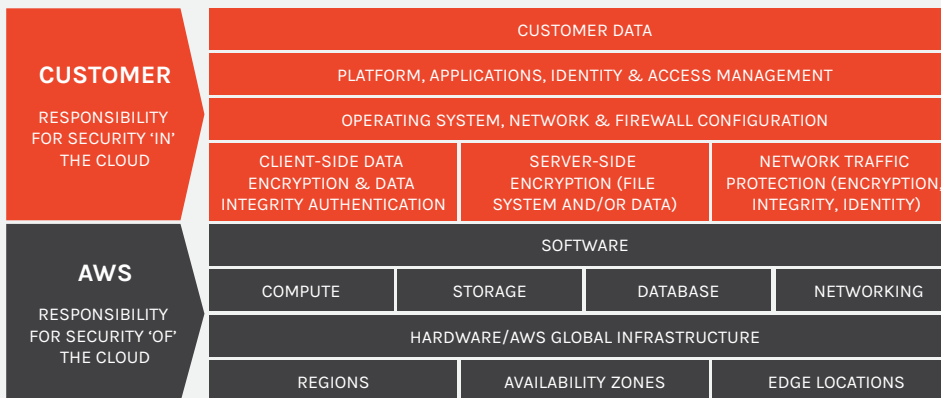 CUSTOMER
RESPONSIBILITY
FOR SECURITY ‘IN’
THE CLOUD
CUSTOMER DATA
PLATFORM, APPLICATIONS, IDENTITY & ACCESS MANAGEMENT
OPERATING SYSTEM, NETWORK & FIREWALL CONFIGURATION
CLIENT-SIDE DATA
ENCRYPTION & DATA
INTEGRITY AUTHENTICATION
SERVER-SIDE
ENCRYPTION (FILE
SYSTEM AND/OR DATA)
NETWORK TRAFFIC
PROTECTION (ENCRYPTION,
INTEGRITY, IDENTITY)
AWS
RESPONSIBILITY
FOR SECURITY ‘OF’
THE CLOUD
SOFTWARE
COMPUTE
STORAGE
DATABASE
NETWORKING
HARDWARE/AWS GLOBAL INFRASTRUCTURE
REGIONS
AVAILABILITY ZONES
EDGE LOCATIONS